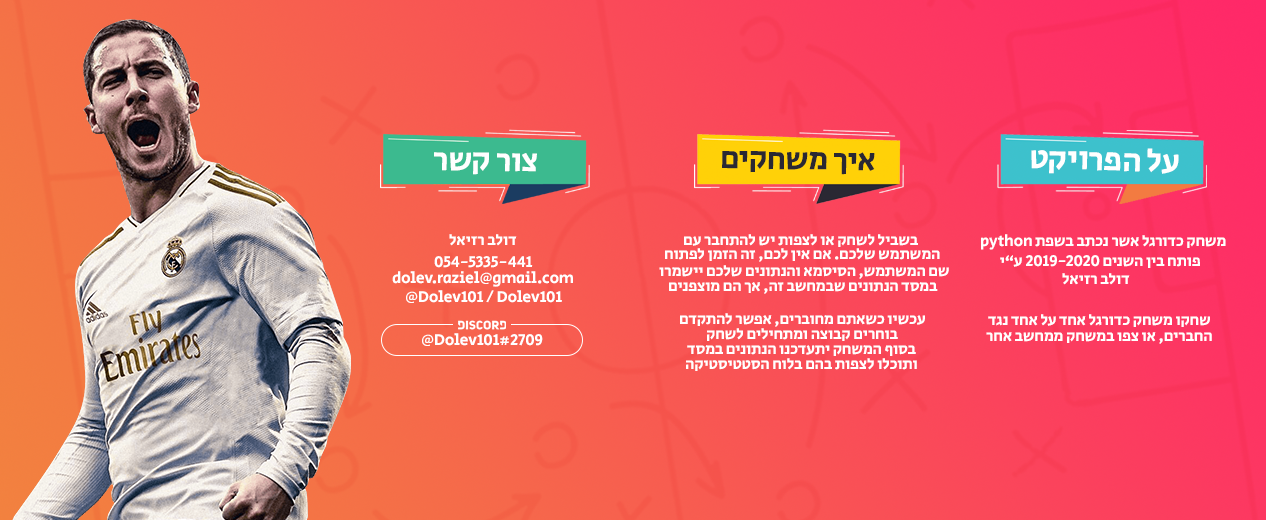 על הפרויקט
משחק כדורגל אשר נכתב בשפת python
פותח בין השנים 2019-2020 ע"י
דולב רזיאל
שחקו משחק כדורגל אחד על אחד נגד
החברים, או צפו במשחק ממחשב אחר
איך משחקים
בשביל לשחק או לצפות יש להתחבר עם
המשתמש שלכם. אם אין לכם, זה הזמן לפתוח
שם המשתמש, הסיסמא והנתונים שלכם יישמרו
במסד הנתונים שבמחשב זה, אך הם מוצפנים
עכשיו כשאתם מחוברים, אפשר להתקדם
בוחרים קבוצה ומתחילים לשחק
בסוף המשחק יתעדכנו הנתונים במסד
ותוכלו לצפות בהם בלוח הסטטיסטיקה
צור קשר
דולב רזיאל
054-5335-441
dolev.raziel@gmail.com
@Dolev101 / Dolev101
DISCORD
@Dolev101#2709
adidas
Fly
Emirates